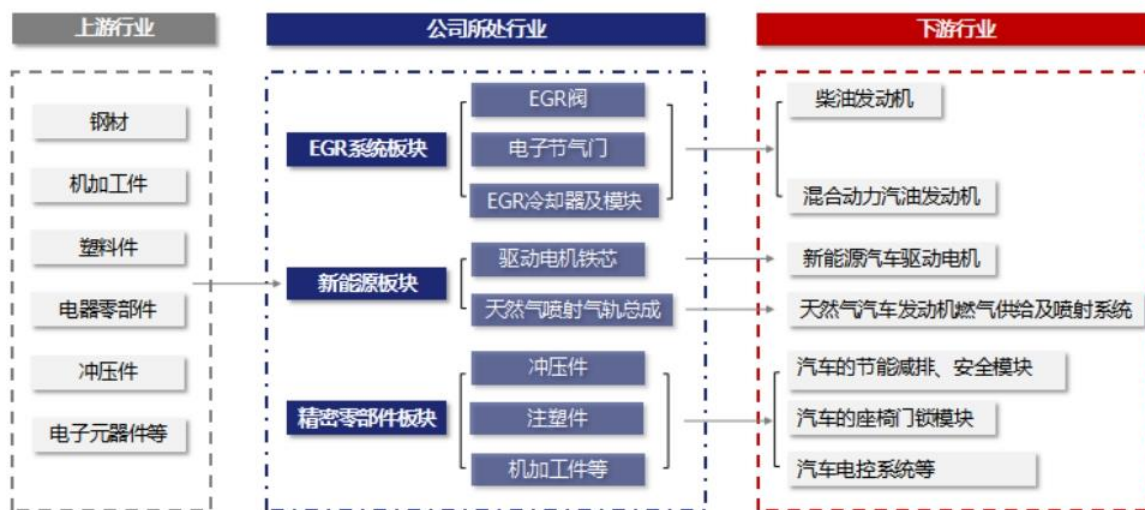 上游行业
公司所处行业
下游行业
钢材
机加工件
塑料件
电器零部件
冲压件
电子元器件等
EGR系统板块
EGR阀
电子节气门
EGR冷却器及模块
新能源板块
驱动电机铁芯
天然气喷射气轨总成
精密零部件板块
冲压件
注塑件
机加工件等
柴油发动机
混合动力汽油发动机
新能源汽车驱动电机
天然气汽车发动机燃气供给及喷射系统
汽车的节能减排、安全模块
汽车的座椅门锁模块
汽车电控系统等